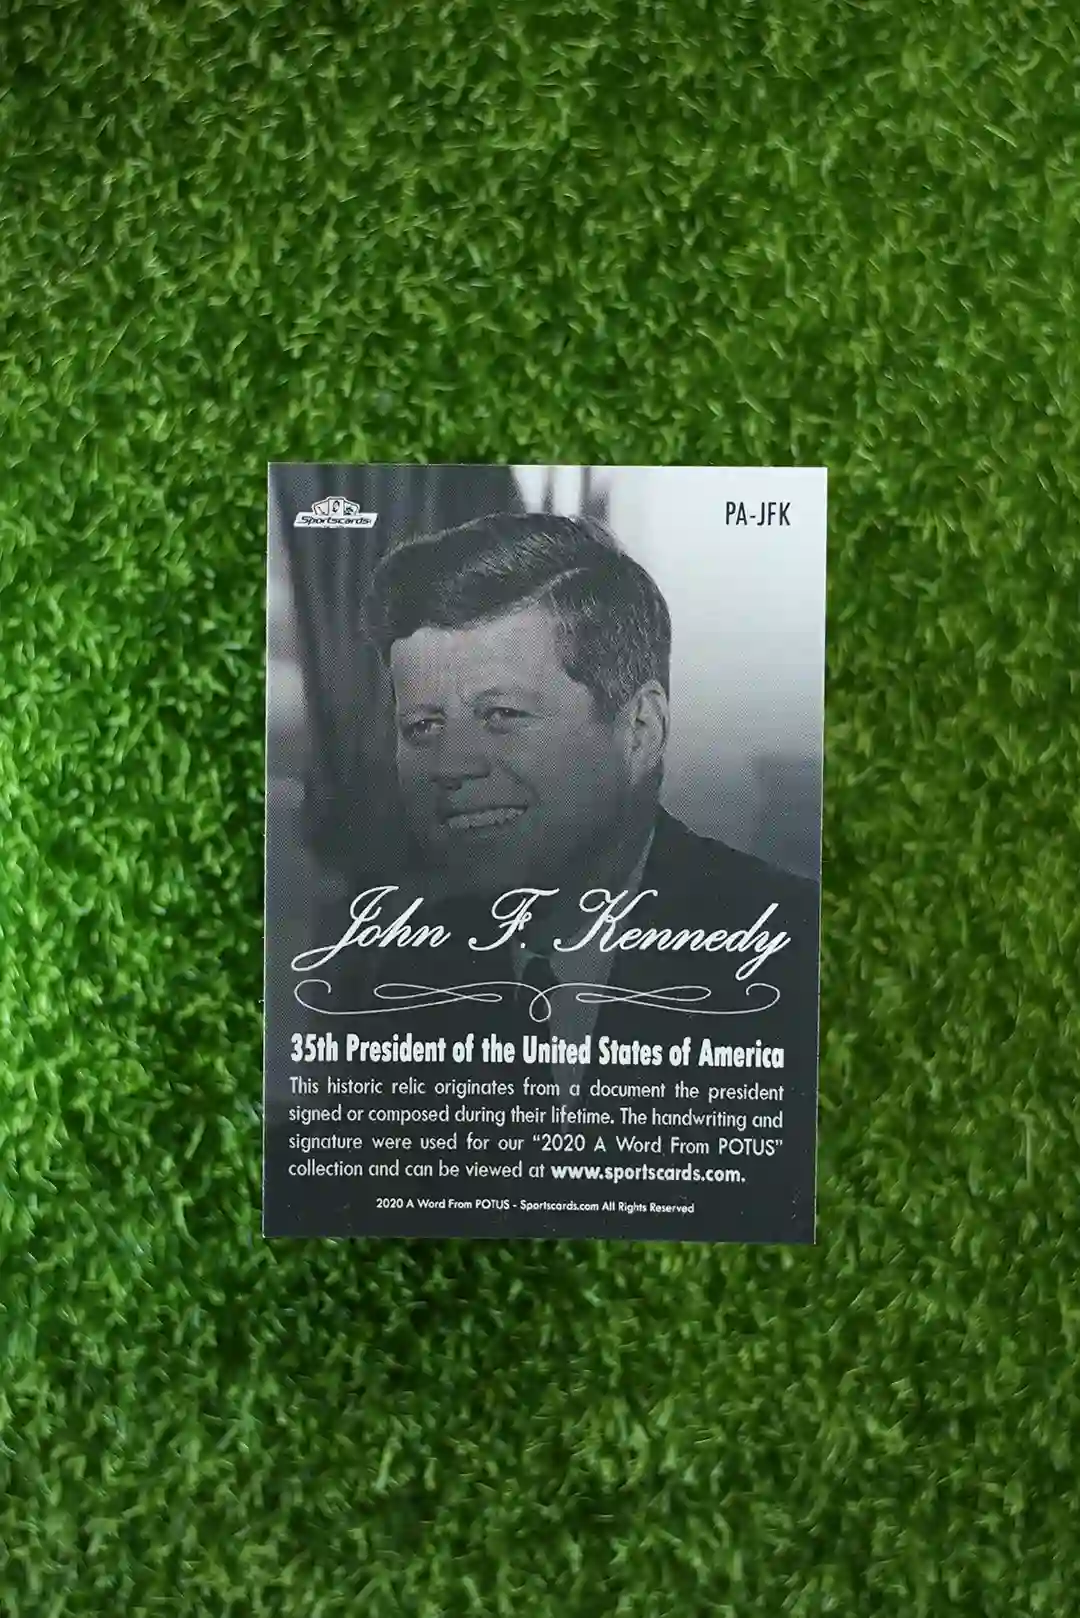 Sportscards
PA-JFK
John F. Kennedy
35th President of the United States of America
This historic relic originates from a document the president
signed or composed during their lifetime. The handwriting and
signature were used for our “2020 A Word From POTUS”
collection and can be viewed at www.sportscards.com.
2020 A Word From POTUS - Sportscards.com All Rights Reserved